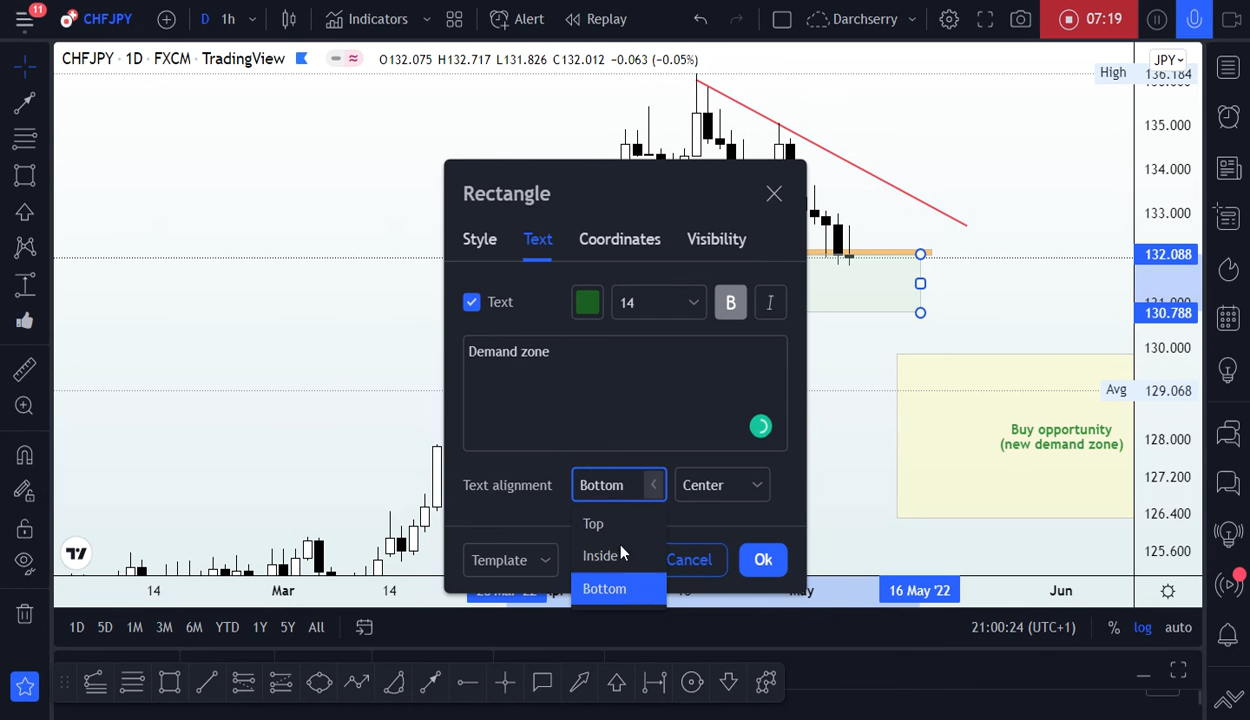 11
CHFJPY
D 1h
Indicators
Alert
Replay
Darchserry
07:19
CHFJPY · 1D · FXCM · TradingView
O132.075 H132.717 L131.826 C132.012 -0.063 (-0.05%)
JPY
High 136.184
135.000
134.000
133.000
132.088
130.788
130.000
Avg 129.068
128.000
127.200
126.400
125.600
Rectangle
Style Text Coordinates Visibility
Text 14 B I
Demand zone
Text alignment Bottom Center
Top
Inside
Bottom
Template Cancel Ok
Buy opportunity
(new demand zone)
14 Mar 14 16 May '22 Jun
1D 5D 1M 3M 6M YTD 1Y 5Y All
21:00:24 (UTC+1) % log auto